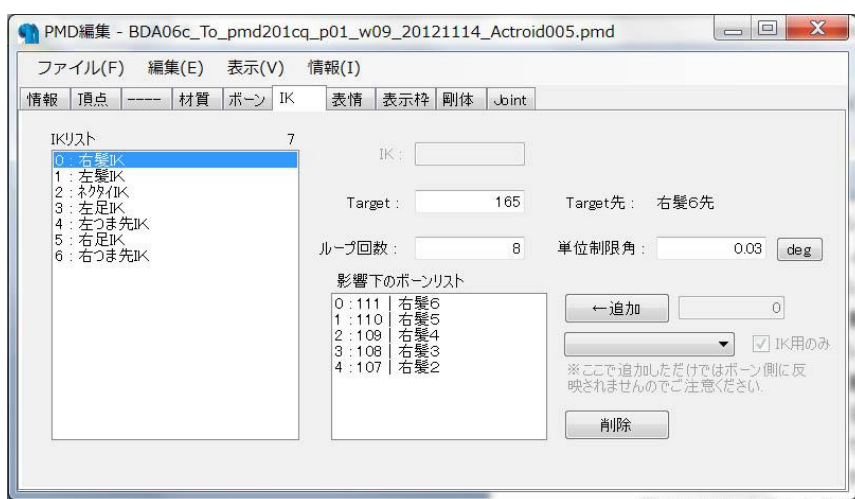 PMD編集 - BDA06c_To_pmd201cq_p01_w09_20121114_Actroid005.pmd
ファイル(F) 編集(E) 表示(V) 情報(I)
情報 頂点 ---- 材質 ボーン IK 表情 表示枠 剛体 Joint
IKリスト 7
0 : 右髪IK
1 : 左髪IK
2 : ネクタイIK
3 : 左足IK
4 : 左つま先IK
5 : 右足IK
6 : 右つま先IK
IK :
Target : 165 Target先 : 右髪6先
ループ回数 : 8 単位制限角 : 0.03 deg
影響下のボーンリスト
0 : 111 | 右髪6
1 : 110 | 右髪5
2 : 109 | 右髪4
3 : 108 | 右髪3
4 : 107 | 右髪2
←追加 0
IK用のみ
※ここで追加しただけではボーン側に反
映されませんのでご注意ください.
削除